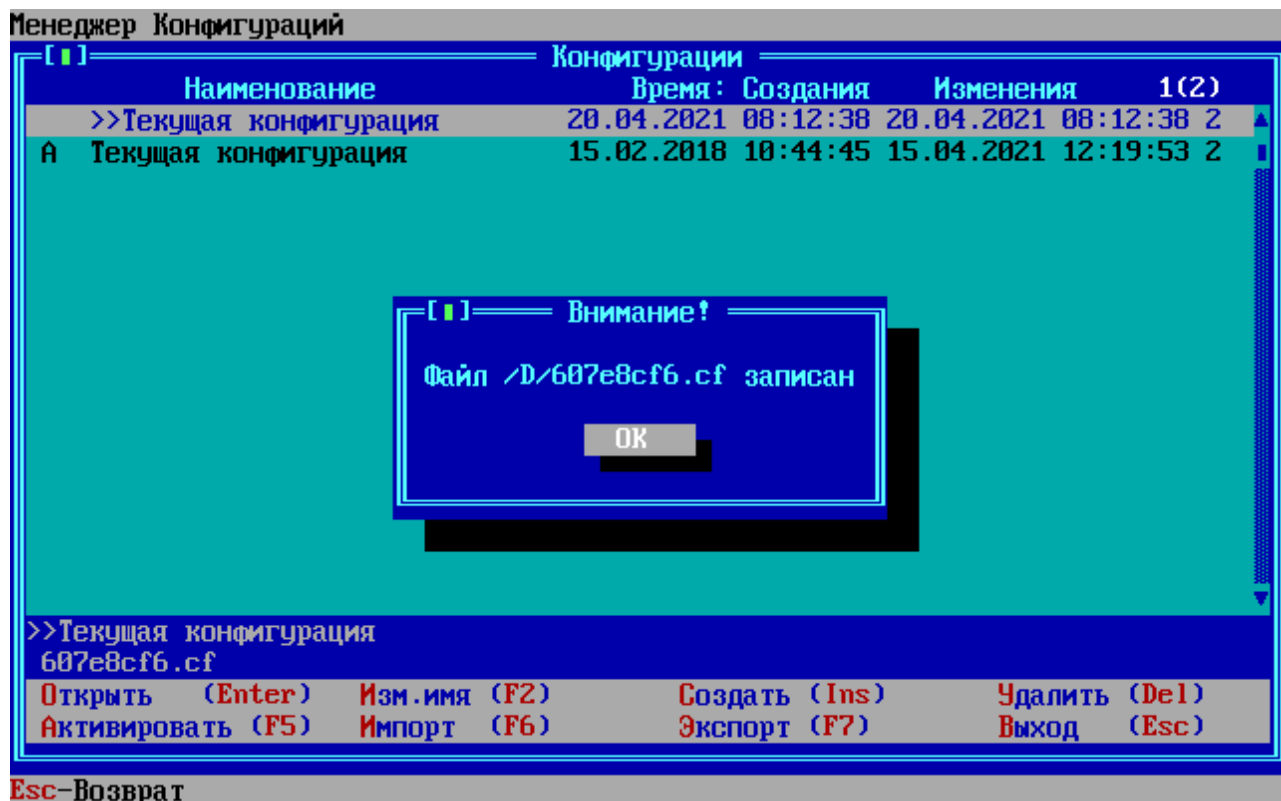 Менеджер Конфигураций
[▮] Конфигурации
Наименование Время: Создания Изменения 1(2)
>>Текущая конфигурация 20.04.2021 08:12:38 20.04.2021 08:12:38 2
A Текущая конфигурация 15.02.2018 10:44:45 15.04.2021 12:19:53 2
[▮] Внимание!
Файл /D/607e8cf6.cf записан
OK
>>Текущая конфигурация
607e8cf6.cf
Открыть (Enter) Изм.имя (F2) Создать (Ins) Удалить (Del)
Активировать (F5) Импорт (F6) Экспорт (F7) Выход (Esc)
Esc-Возврат